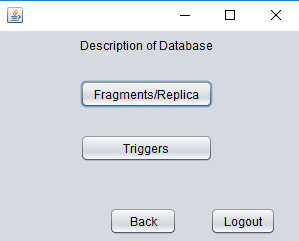 Description of Database
Fragments/Replica
Triggers
Back Logout